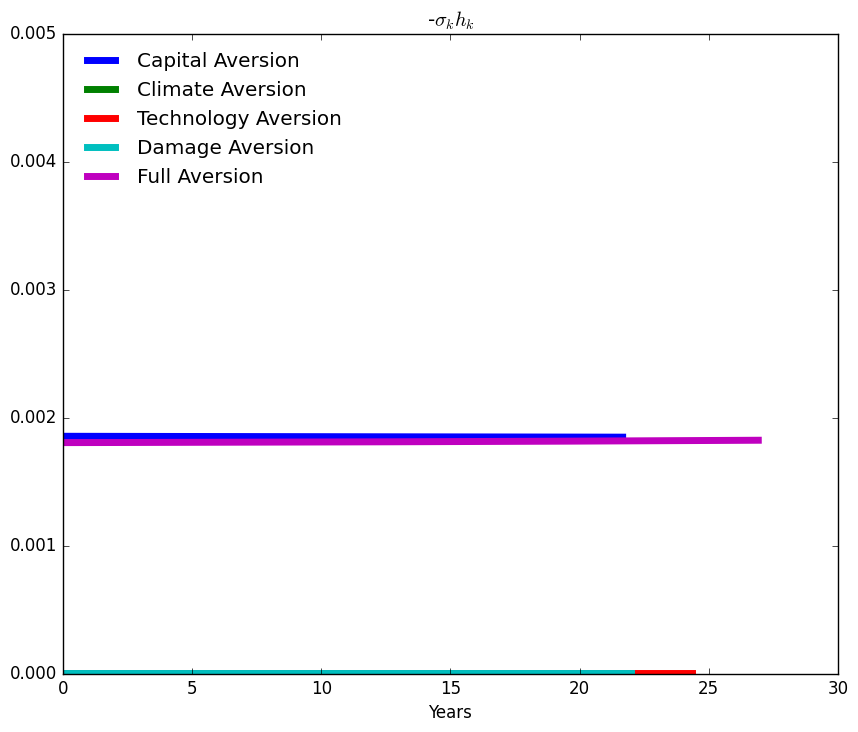 -σₖhₖ
0.005
Capital Aversion
Climate Aversion
Technology Aversion
Damage Aversion
Full Aversion
0.004
0.003
0.002
0.001
0.000
0 5 10 15 20 25 30
Years